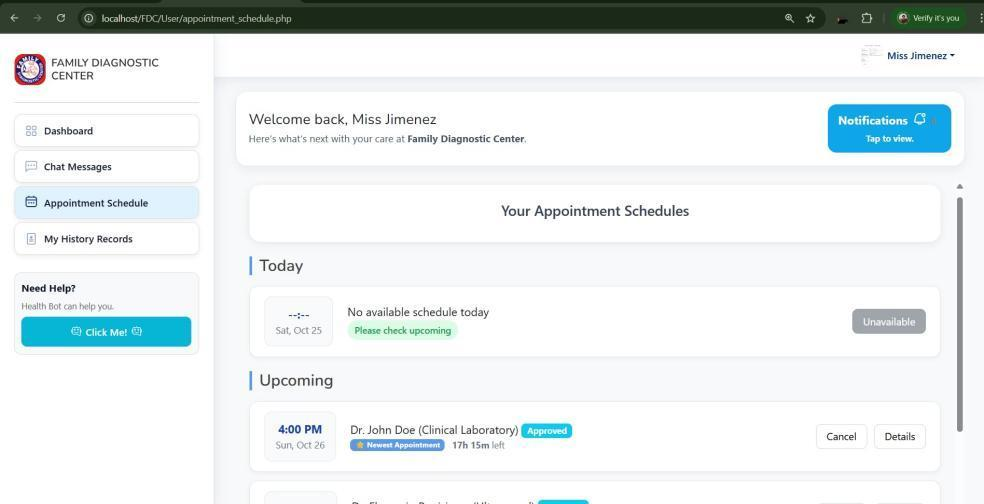 localhost/FDC/User/appointment_schedule.php
Verify it's you
FAMILY DIAGNOSTIC
CENTER
Miss Jimenez
Dashboard
Chat Messages
Appointment Schedule
My History Records
Need Help?
Health Bot can help you.
Click Me!
Welcome back, Miss Jimenez
Here's what's next with your care at Family Diagnostic Center.
Notifications
Tap to view.
Your Appointment Schedules
Today
--:--
Sat, Oct 25
No available schedule today
Please check upcoming
Unavailable
Upcoming
4:00 PM
Sun, Oct 26
Dr. John Doe (Clinical Laboratory) Approved
Newest Appointment 17h 15m left
Cancel
Details